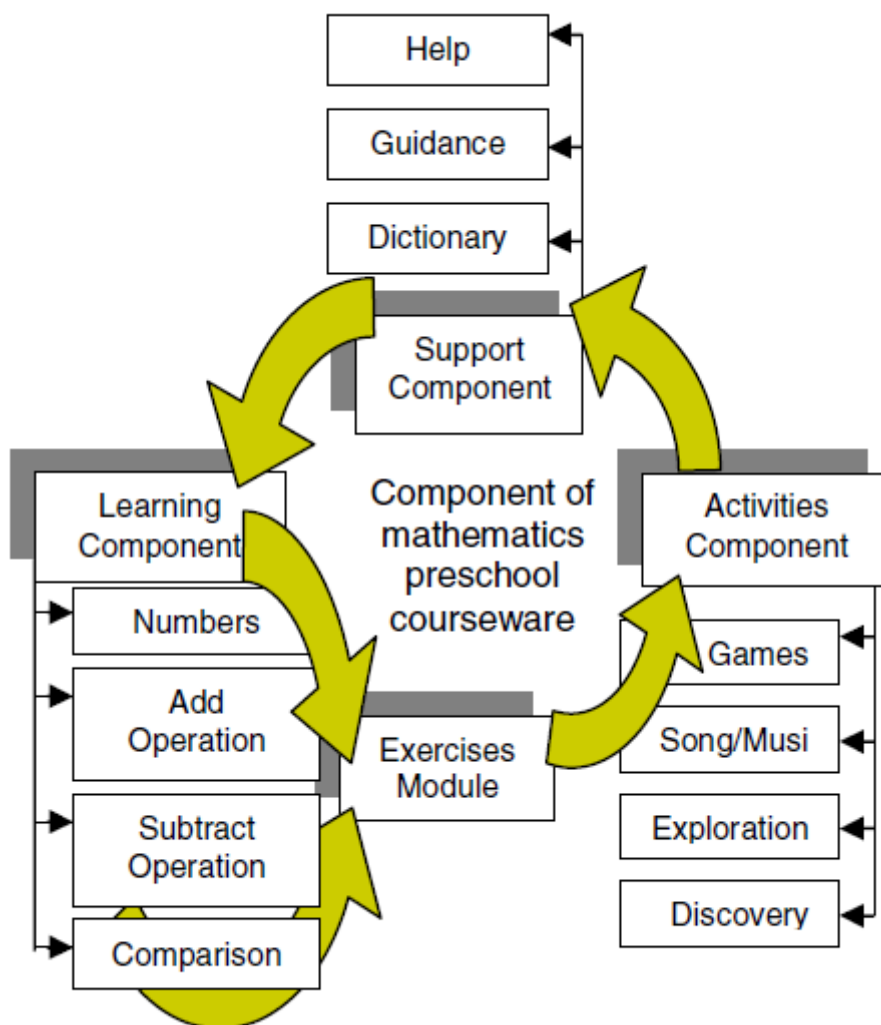 Help
Guidance
Dictionary
Support
Component
Learning
Component
Component of
mathematics
preschool
courseware
Activities
Component
Numbers
Add
Operation
Subtract
Operation
Comparison
Exercises
Module
Games
Song/Musi
Exploration
Discovery